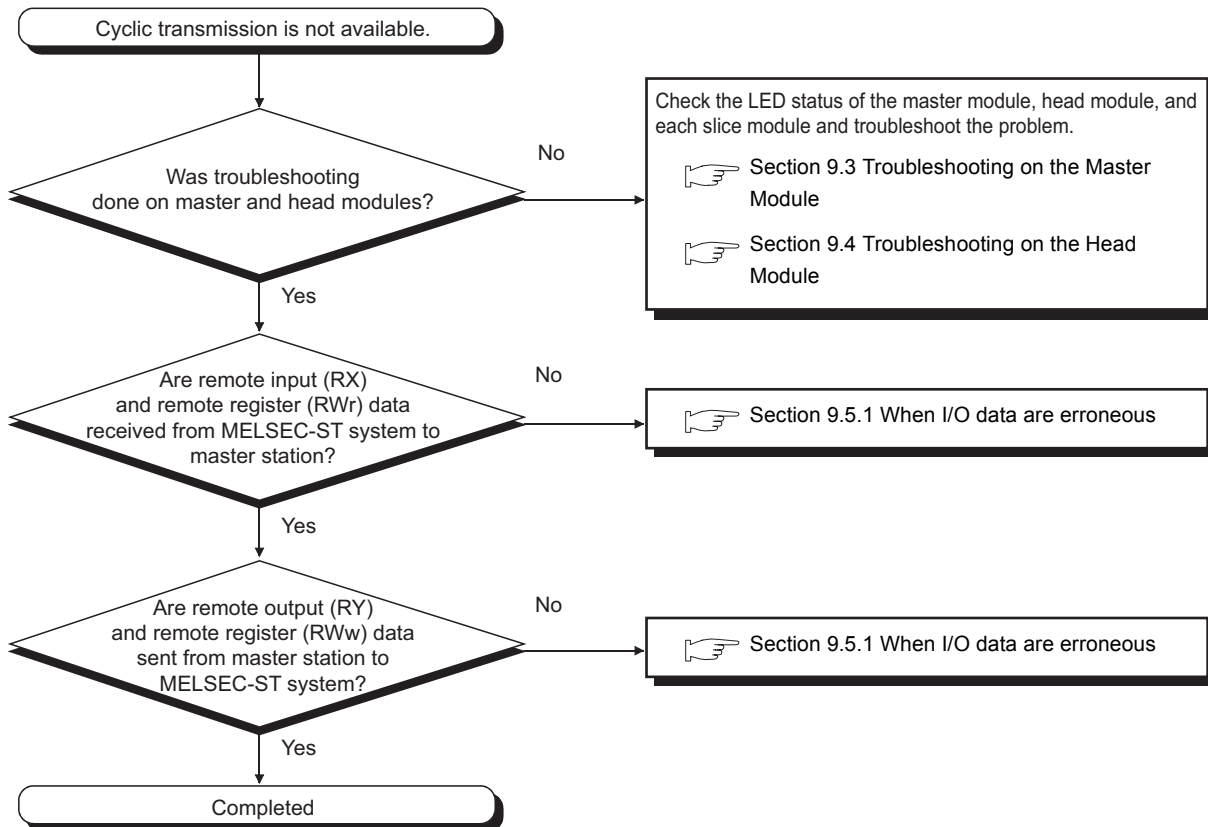 Cyclic transmission is not available.
Was troubleshooting
done on master and head modules?
No
Check the LED status of the master module, head module, and
each slice module and troubleshoot the problem.
Section 9.3 Troubleshooting on the Master
Module
Section 9.4 Troubleshooting on the Head
Module
Yes
Are remote input (RX)
and remote register (RWr) data
received from MELSEC-ST system to
master station?
No
Section 9.5.1 When I/O data are erroneous
Yes
Are remote output (RY)
and remote register (RWw) data
sent from master station to
MELSEC-ST system?
No
Section 9.5.1 When I/O data are erroneous
Yes
Completed